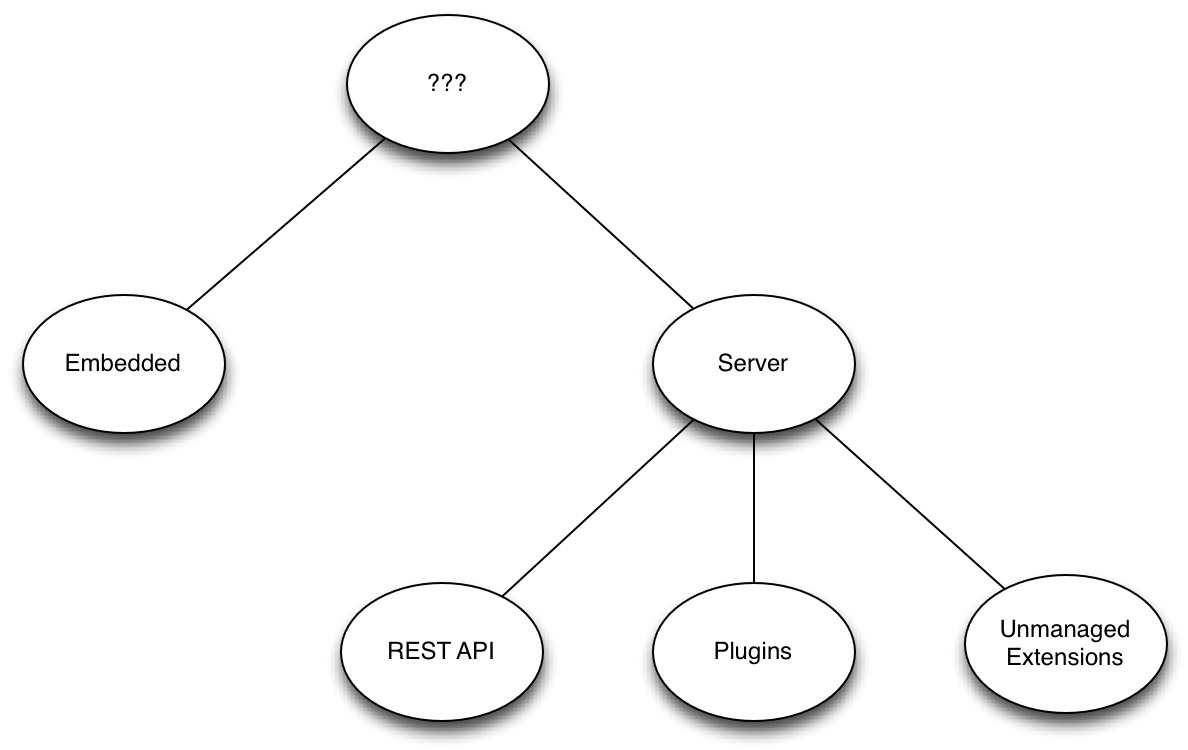 ???
Embedded
Server
REST API
Plugins
Unmanaged
Extensions